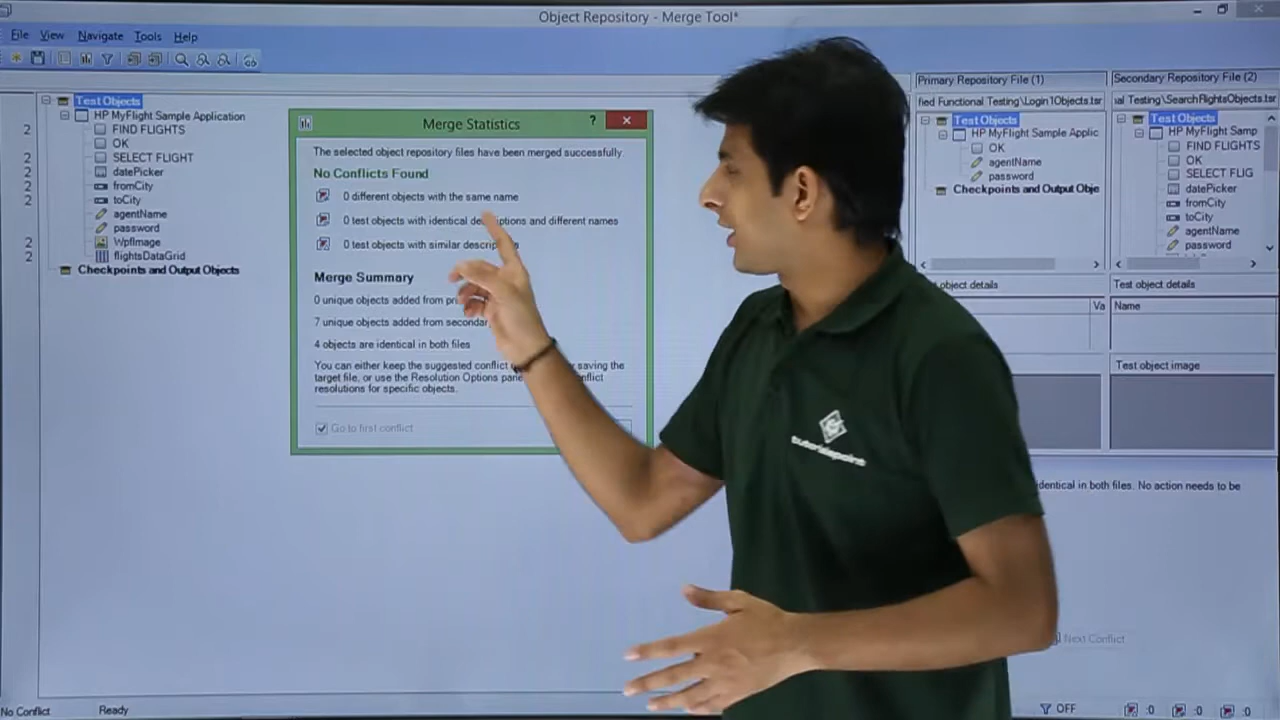 Object Repository - Merge Tool*
File View Navigate Tools Help
Test Objects
HP MyFlight Sample Application
2 FIND FLIGHTS
OK
2 SELECT FLIGHT
2 datePicker
2 fromCity
2 toCity
agentName
password
2 WpfImage
2 flightsDataGrid
Checkpoints and Output Objects
Merge Statistics
?
The selected object repository files have been merged successfully.
No Conflicts Found
0 different objects with the same name
0 test objects with identical and different names
0 test objects with similar
Merge Summary
0 unique objects added from
7 unique objects added from
4 objects are identical in both files
You can either keep the suggested conflict saving the
target file, or use the Resolution Options
resolutions for specific objects.
Go to first conflict
Primary Repository File (1)
fied Functional Testing\Login1Objects.tsr
Test Objects
HP MyFlight Sample Applic
OK
agentName
password
Checkpoints and Output Obje
object details
Va
Secondary Repository File (2)
al Testing\SearchFlightsObjects.tsr
Test Objects
HP MyFlight Samp
FIND FLIGHTS
OK
SELECT FLIG
datePicker
fromCity
toCity
agentName
password
Test object details
Name
Test object image
identical in both files. No action needs to be
Next Conflict
tutorialspoint
No Conflict Ready
OFF :0 :0 :0